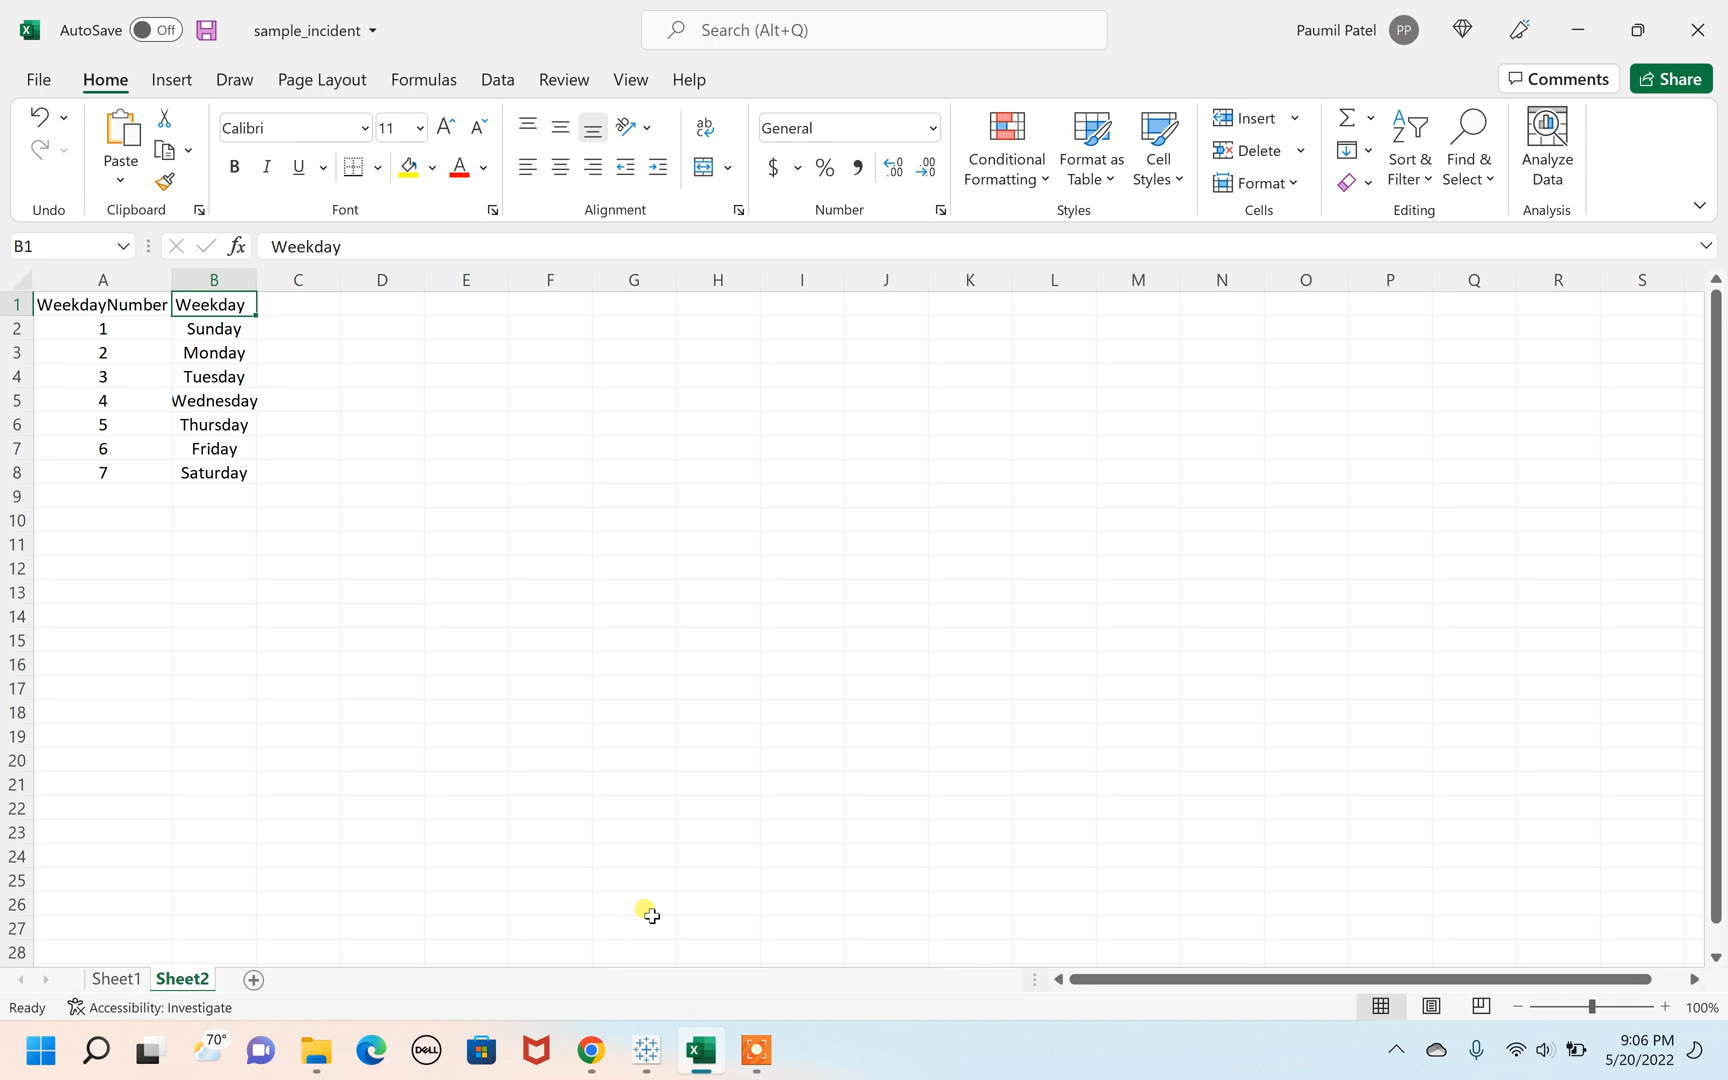 AutoSave Off sample_incident Search (Alt+Q) Paumil Patel PP
File Home Insert Draw Page Layout Formulas Data Review View Help Comments Share
Calibri 11 General
Paste
B I U $ % 9
Conditional Formatting
Format as Table
Cell Styles
Insert
Delete
Format
Sort & Filter
Find & Select
Analyze Data
Undo Clipboard Font Alignment Number Styles Cells Editing Analysis
B1 fx Weekday
A B C D E F G H I J K L M N O P Q R S
1 WeekdayNumber Weekday
2 1 Sunday
3 2 Monday
4 3 Tuesday
5 4 Wednesday
6 5 Thursday
7 6 Friday
8 7 Saturday
9
10
11
12
13
14
15
16
17
18
19
20
21
22
23
24
25
26
27
28
Sheet1 Sheet2
Ready Accessibility: Investigate 100%
70° DELL 9:06 PM
5/20/2022